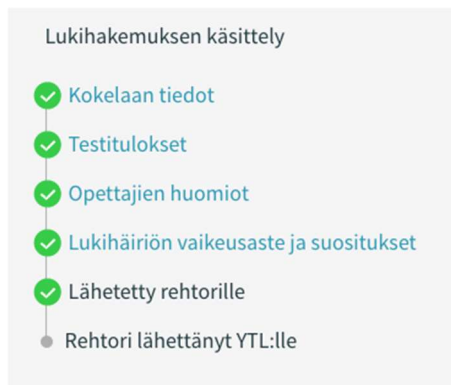 Lukihakemuksen käsittely
Kokelaan tiedot
Testitulokset
Opettajien huomiot
Lukihäiriön vaikeusaste ja suositukset
Lähetetty rehtorille
Rehtori lähettänyt YTL:lle